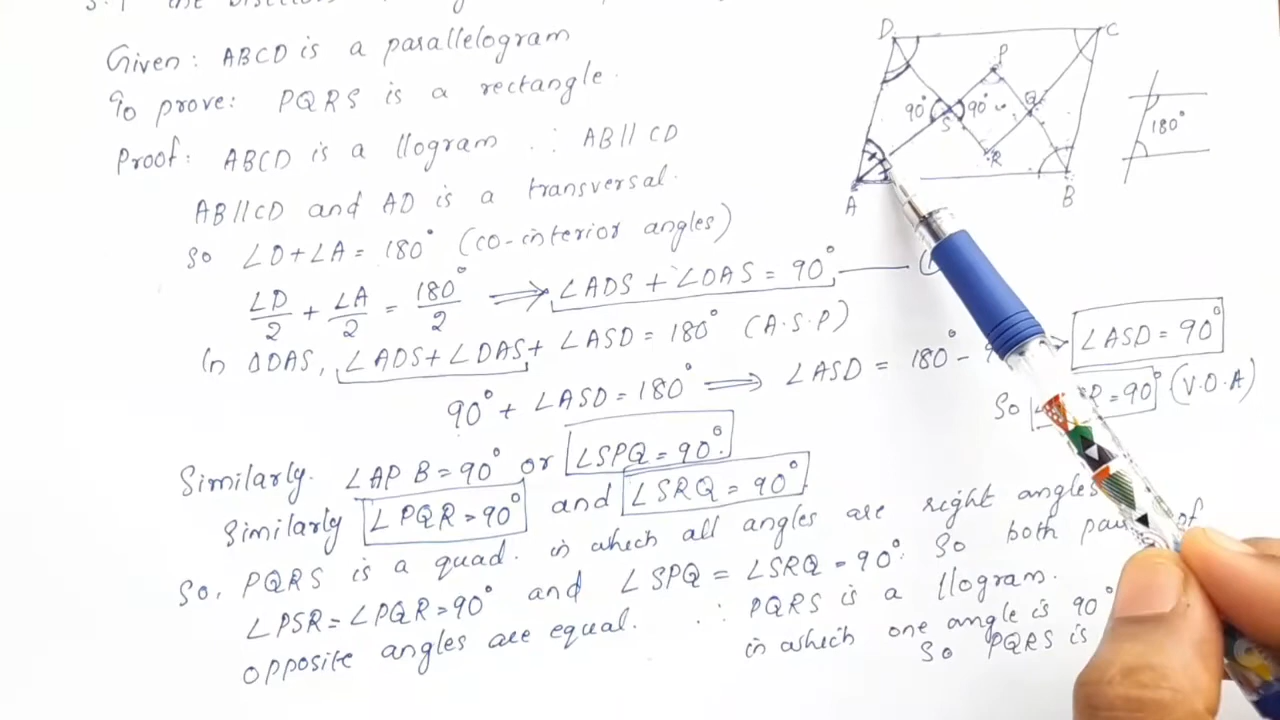 Given: ABCD is a parallelogram
To prove: PQRS is a rectangle.
Proof: ABCD is a llogram ∴ AB//CD
AB//CD and AD is a transversal.
So ∠D+∠A = 180° (co-interior angles)
∠D/2 + ∠A/2 = 180°/2 ⟹ ∠ADS + ∠DAS = 90° —
In ΔDAS, ∠ADS + ∠DAS + ∠ASD = 180° (A.S.P)
90° + ∠ASD = 180° ⟹ ∠ASD = 180° - ∠ASD = 90°
So = 90° (V.O.A)
Similarly. ∠APB = 90° or ∠SPQ = 90°.
Similarly ∠PQR = 90° and ∠SRQ = 90°
So, PQRS is a quad. in which all angles are right angles
∠PSR = ∠PQR = 90° and ∠SPQ = ∠SRQ = 90°. So both of
opposite angles are equal. ∴ PQRS is a llogram.
in which one angle is 90°
So PQRS is
D
C
P
90°
90°
S
Q
R
A
B
180°